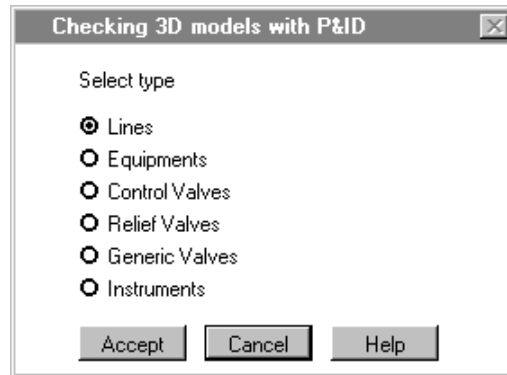 Checking 3D models with P&ID
Select type
Lines
Equipments
Control Valves
Relief Valves
Generic Valves
Instruments
Accept Cancel Help